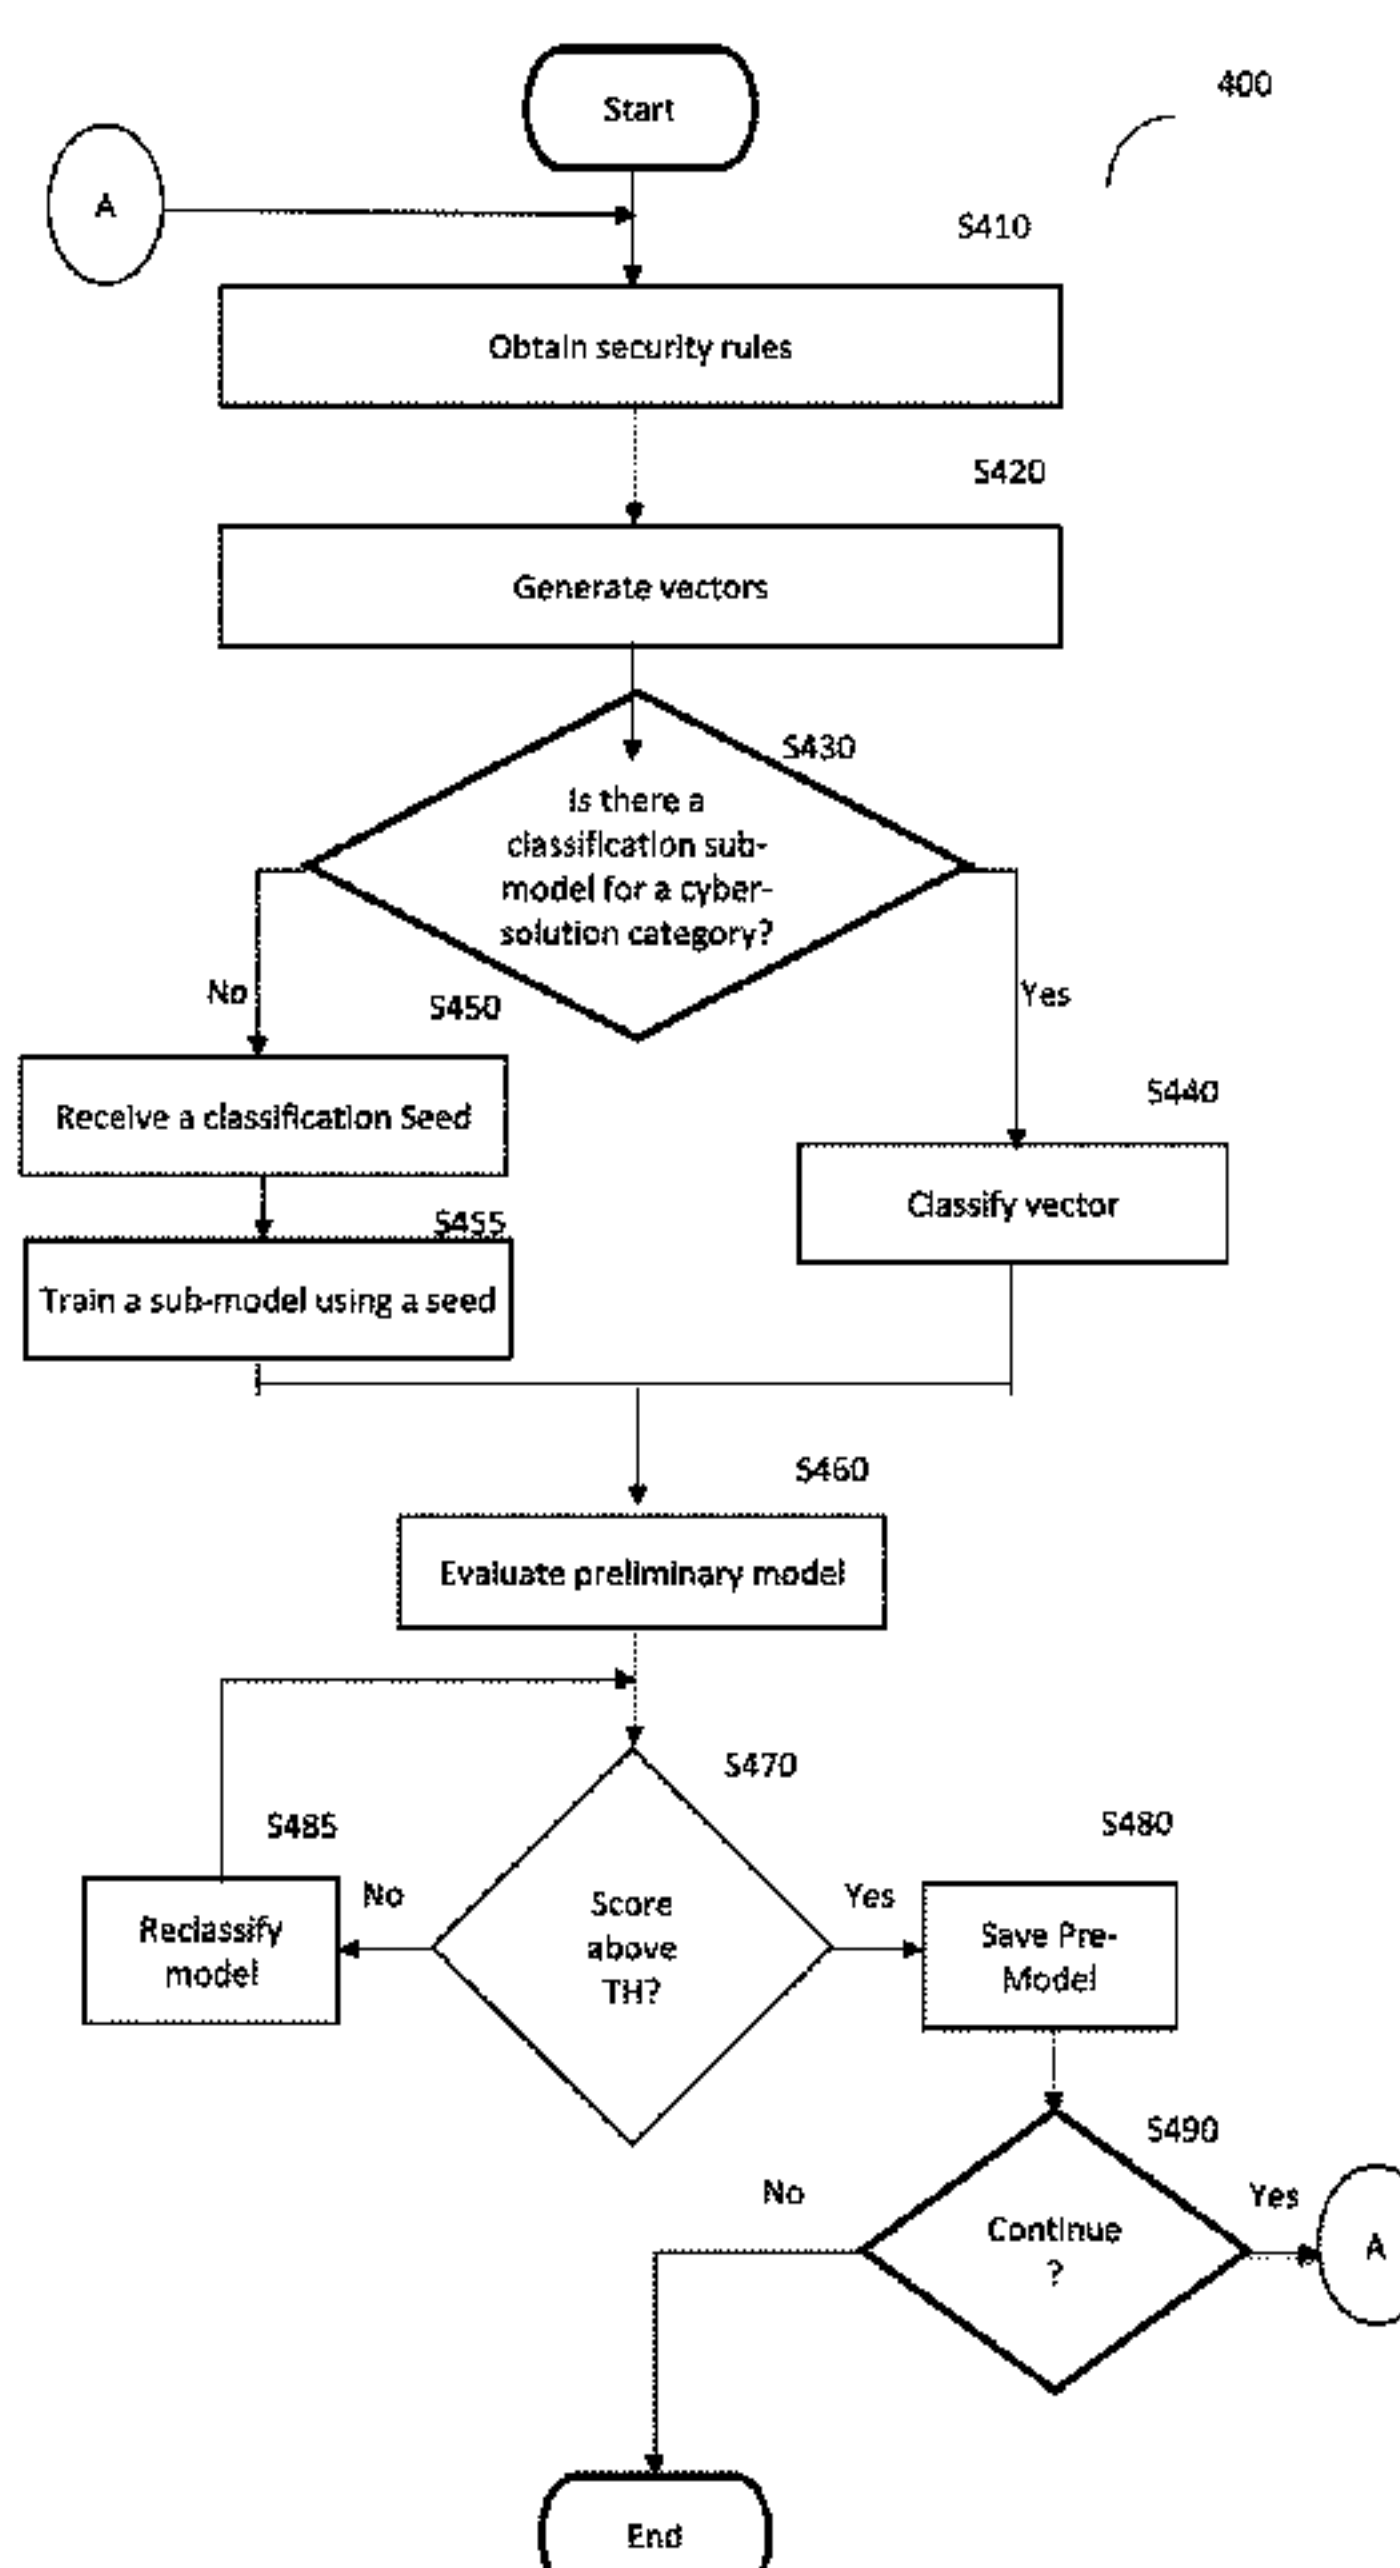 Start
400
A
S410
Obtain security rules
S420
Generate vectors
S430
Is there a
classification sub-
model for a cyber-
solution category?
No
Yes
S450
Receive a classification Seed
S440
Classify vector
S455
Train a sub-model using a seed
S460
Evaluate preliminary model
S470
S485
S480
No
Yes
Score
above
TH?
Reclassify
model
Save Pre-
Model
S490
No
Yes
Continue
?
A
End